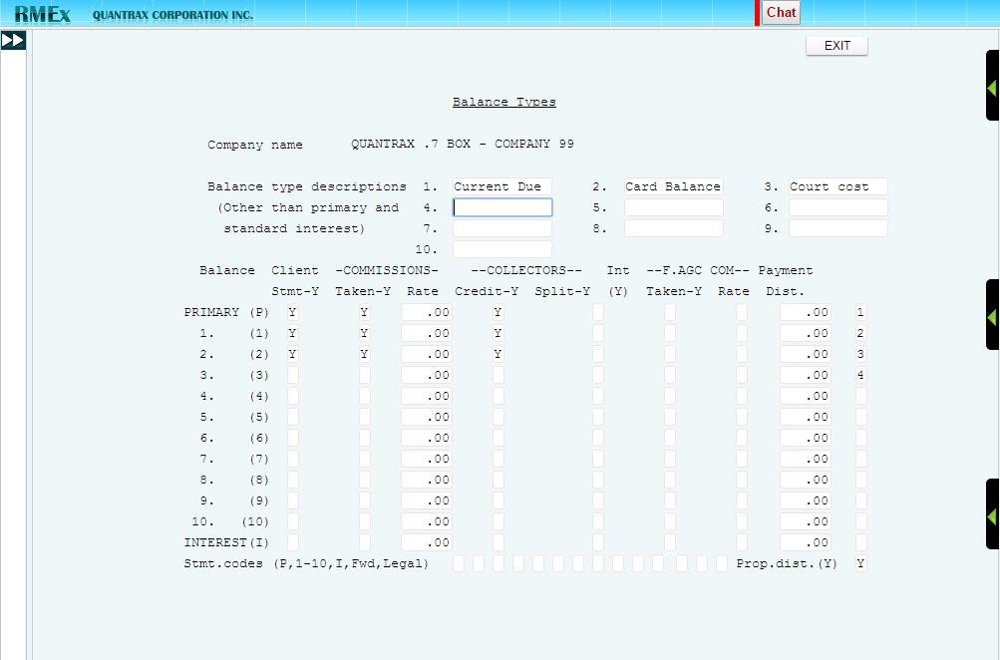 RMEx QUANTRAX CORPORATION INC. Chat
EXIT
Balance Types
Company name QUANTRAX .7 BOX - COMPANY 99
Balance type descriptions 1. Current Due 2. Card Balance 3. Court cost
(Other than primary and 4. 5. 6.
standard interest) 7. 8. 9.
10.
Balance Client -COMMISSIONS- --COLLECTORS-- Int --F.AGC COM-- Payment
Stmt-Y Taken-Y Rate Credit-Y Split-Y (Y) Taken-Y Rate Dist.
PRIMARY (P) Y Y .00 Y .00 1
1. (1) Y Y .00 Y .00 2
2. (2) Y Y .00 Y .00 3
3. (3) .00 .00 4
4. (4) .00 .00
5. (5) .00 .00
6. (6) .00 .00
7. (7) .00 .00
8. (8) .00 .00
9. (9) .00 .00
10. (10) .00 .00
INTEREST(I) .00 .00
Stmt.codes (P,1-10,I,Fwd,Legal) Prop.dist.(Y) Y